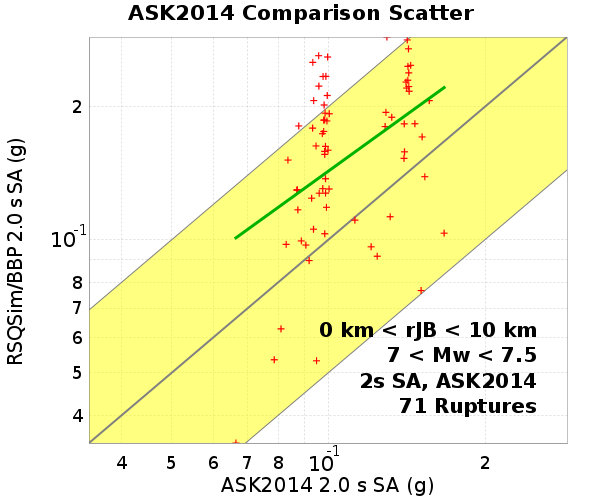 ASK2014 Comparison Scatter
RSQSim/BBP 2.0 s SA (g)
2
10-1
8
7
6
5
4
0 km < rJB < 10 km
7 < Mw < 7.5
2s SA, ASK2014
71 Ruptures
4 5 6 7 8 10-1 2
ASK2014 2.0 s SA (g)